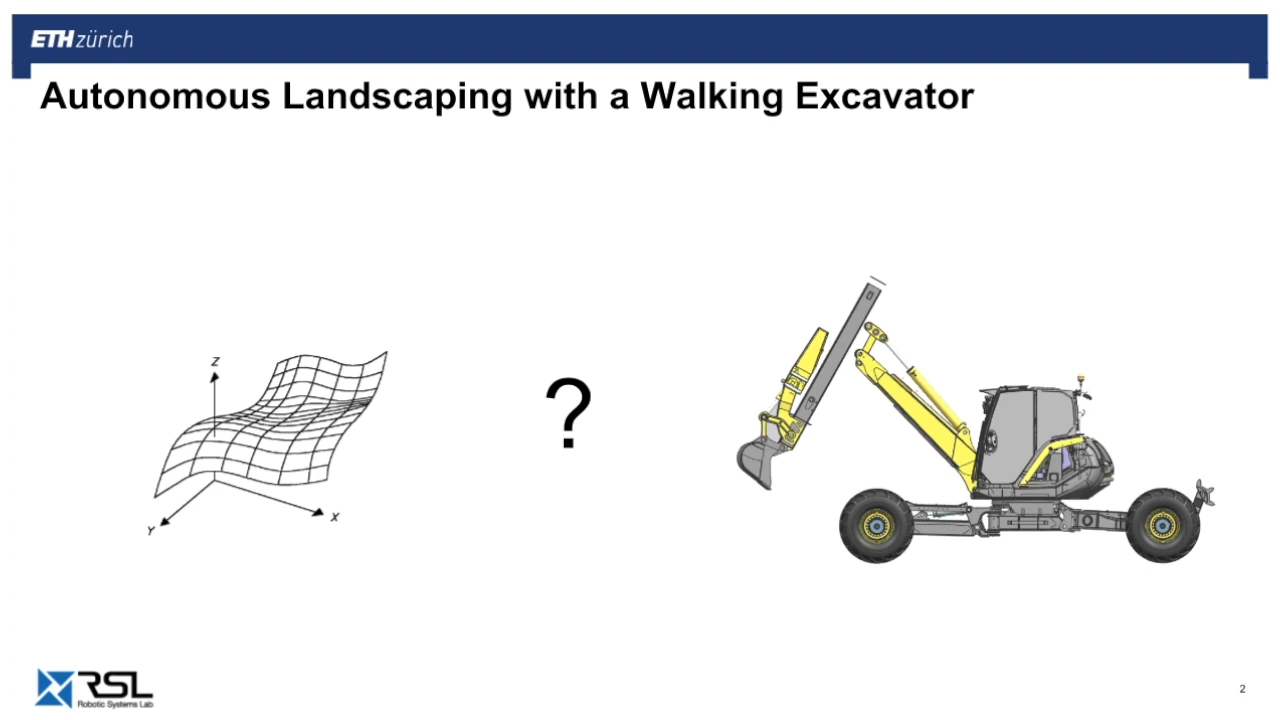 ETH zürich
Autonomous Landscaping with a Walking Excavator
Z
?
X
Y
RSL
Robotic Systems Lab
2